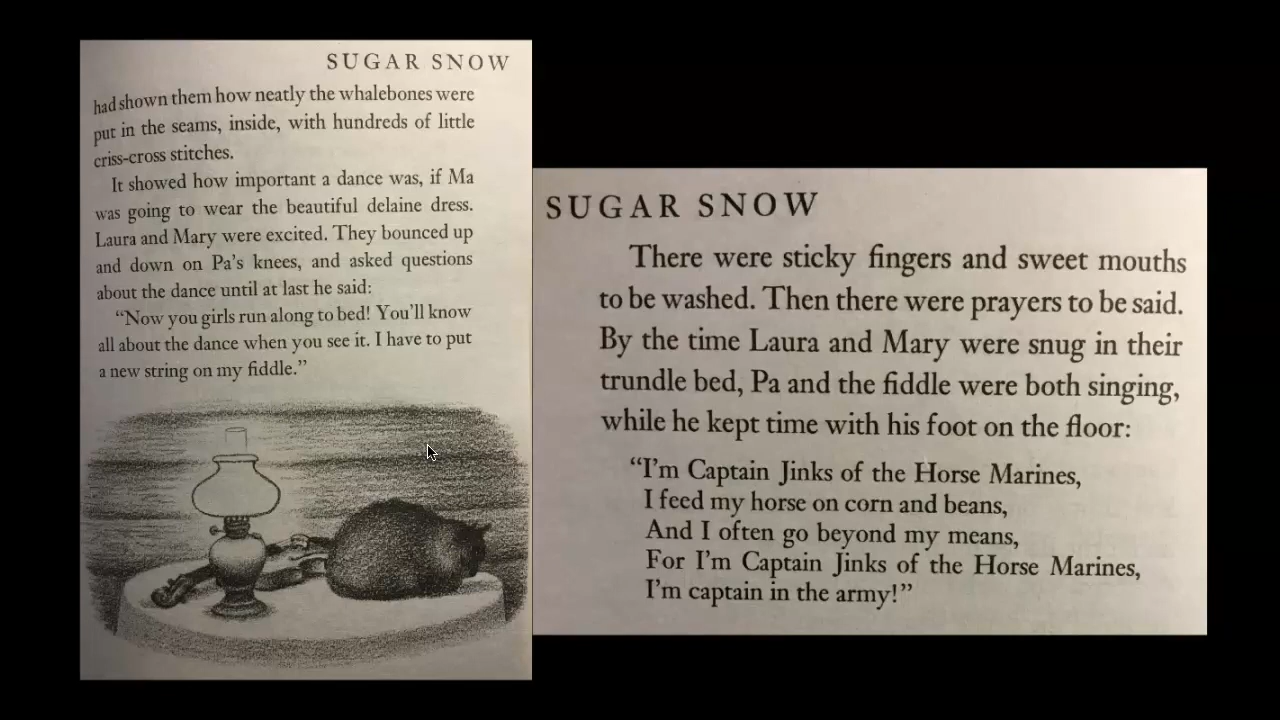 SUGAR SNOW
had shown them how neatly the whalebones were
put in the seams, inside, with hundreds of little
criss-cross stitches.
It showed how important a dance was, if Ma
was going to wear the beautiful delaine dress.
Laura and Mary were excited. They bounced up
and down on Pa's knees, and asked questions
about the dance until at last he said:
“Now you girls run along to bed! You'll know
all about the dance when you see it. I have to put
a new string on my fiddle.”
SUGAR SNOW
There were sticky fingers and sweet mouths
to be washed. Then there were prayers to be said.
By the time Laura and Mary were snug in their
trundle bed, Pa and the fiddle were both singing,
while he kept time with his foot on the floor:
“I'm Captain Jinks of the Horse Marines,
I feed my horse on corn and beans,
And I often go beyond my means,
For I'm Captain Jinks of the Horse Marines,
I'm captain in the army!”